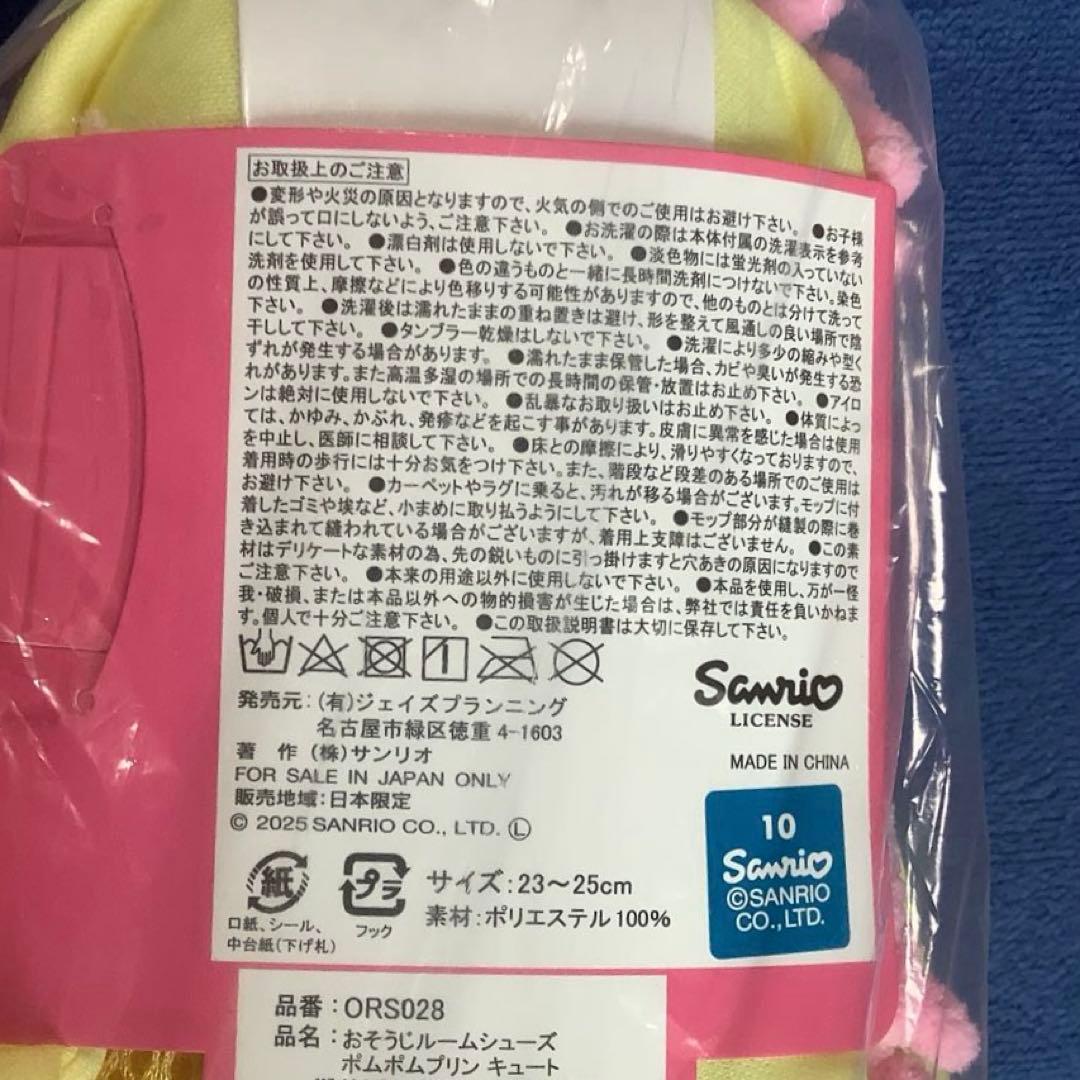 お取扱上のご注意
●変形や火災の原因となりますので、火気の側でのご使用はお避け下さい。 ●お子様
が誤って口にしないよう、ご注意下さい。 ●お洗濯の際は本体付属の洗濯表示を参考
にして下さい。 ●漂白剤は使用しないで下さい。 ●淡色物には蛍光剤の入っていない
洗剤を使用して下さい。 ●色の違うものと一緒に長時間洗剤につけないで下さい。染色
の性質上、摩擦などにより色移りする可能性がありますので、他のものとは分けて洗って
下さい。 ●洗濯後は濡れたままの重ね置きは避け、形を整えて風通しの良い場所で陰
干しして下さい。 ●タンブラー乾燥はしないで下さい。 ●洗濯により多少の縮みや型く
ずれが発生する場合があります。 ●濡れたまま保管した場合、カビや臭いが発生する恐
れがあります。また高温多湿の場所での長時間の保管・放置はお止め下さい。 ●アイロ
ンは絶対に使用しないで下さい。 ●乱暴なお取り扱いはお止め下さい。 ●体質によっ
ては、かゆみ、かぶれ、発疹などを起こす事があります。皮膚に異常を感じた場合は使用
を中止し、医師に相談して下さい。 ●床との摩擦により、滑りやすくなっておりますので、
着用時の歩行には十分お気をつけ下さい。また、階段など段差のある場所でのご使用は
お避け下さい。 ●カーペットやラグに乗ると、汚れが移る場合がございます。モップに付
着したゴミや埃など、小まめに取り払うようにして下さい。 ●モップ部分が縫製の際に巻
き込まれて縫われている場合がございますが、着用上支障はございません。 ●この素
材はデリケートな素材の為、先の鋭いものに引っ掛けますと穴あきの原因になりますので
ご注意下さい。 ●本来の用途以外に使用しないで下さい。 ●本品を使用し、万が一怪
我・破損、または本品以外への物的損害が生じた場合は、弊社では責任を負いかねま
す。個人で十分ご注意下さい。 ●この取扱説明書は大切に保存して下さい。
発売元：(有)ジェイズプランニング
名古屋市緑区徳重 4-1603
著　作 (株)サンリオ
FOR SALE IN JAPAN ONLY
販売地域：日本限定
© 2025 SANRIO CO., LTD. Ⓛ
Sanrio
LICENSE
MADE IN CHINA
10
Sanrio
©SANRIO
CO.,LTD.
紙
口紙、シール、
中台紙(下げ札)
プラ
フック
サイズ：23～25cm
素材：ポリエステル100%
品番：ORS028
品名：おそうじルームシューズ
ポムポムプリン キュート